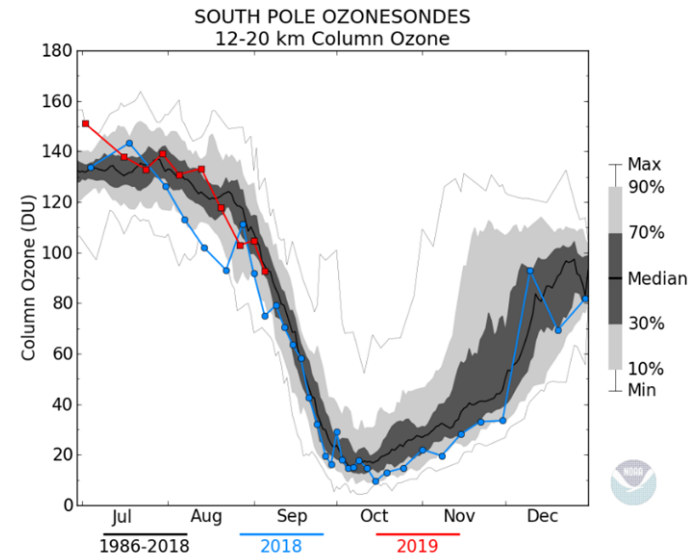 SOUTH POLE OZONESONDES
12-20 km Column Ozone
Column Ozone (DU)
180
160
140
120
100
80
60
40
20
0
Jul Aug Sep Oct Nov Dec
1986-2018 2018 2019
Max
90%
70%
Median
30%
10%
Min
NOAA